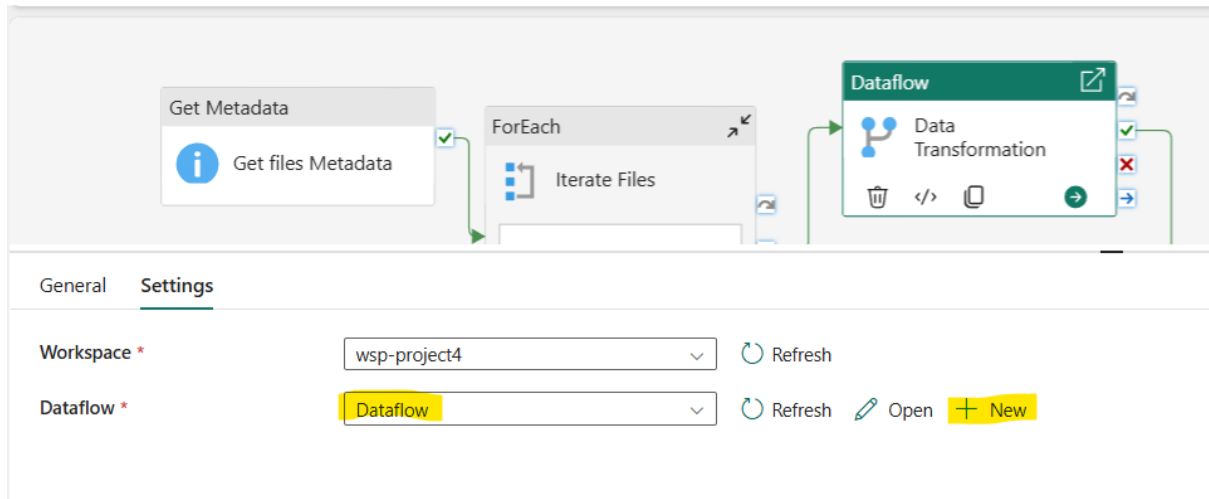 Get Metadata
Get files Metadata
ForEach
Iterate Files
Dataflow
Data
Transformation
</>
General
Settings
Workspace *
wsp-project4
Refresh
Dataflow *
Dataflow
Refresh
Open
+ New